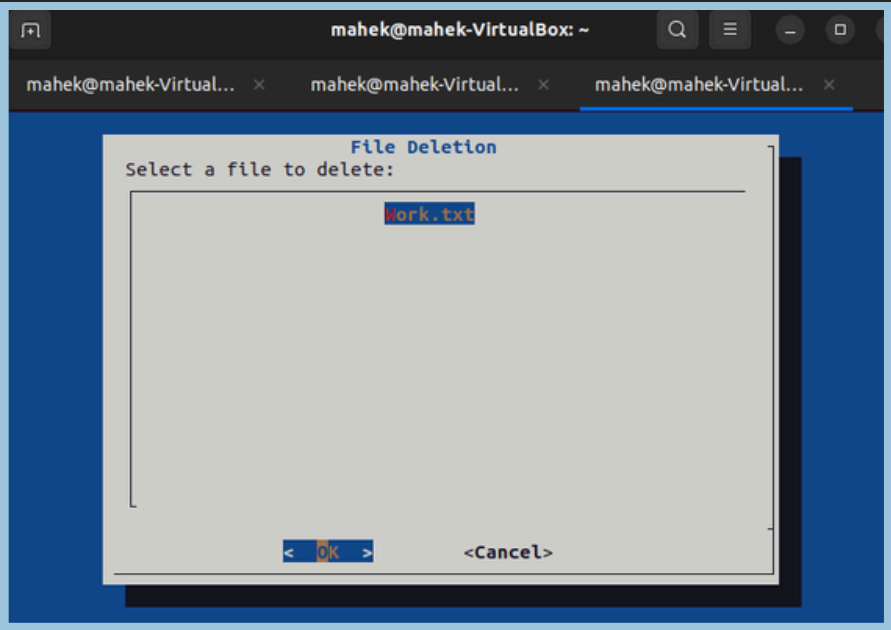 mahek@mahek-VirtualBox: ~
mahek@mahek-Virtual... × mahek@mahek-Virtual... × mahek@mahek-Virtual... ×
File Deletion
Select a file to delete:
Work.txt
< OK > <Cancel>